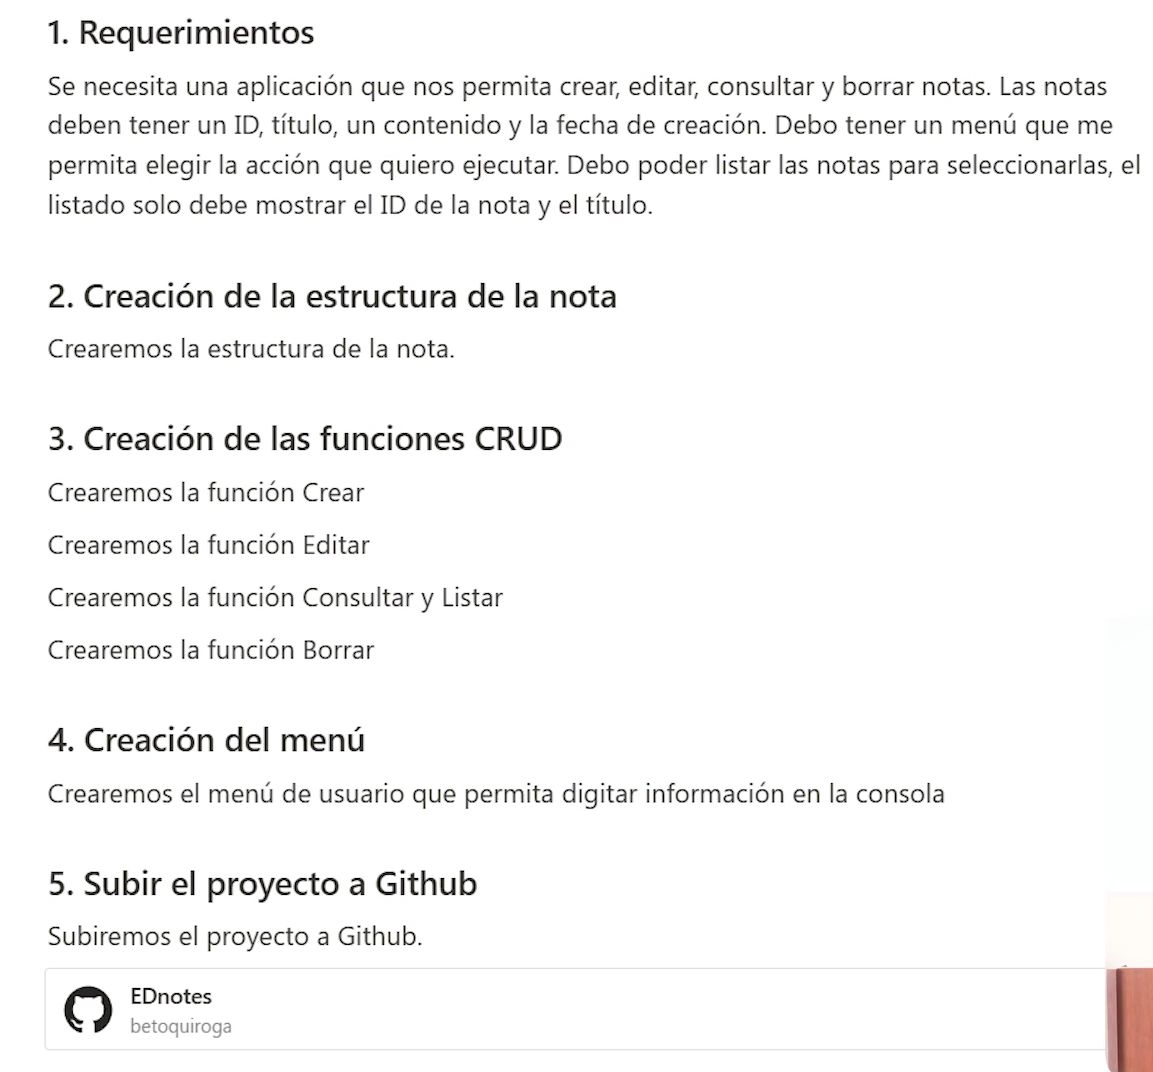 1. Requerimientos
Se necesita una aplicación que nos permita crear, editar, consultar y borrar notas. Las notas
deben tener un ID, título, un contenido y la fecha de creación. Debo tener un menú que me
permita elegir la acción que quiero ejecutar. Debo poder listar las notas para seleccionarlas, el
listado solo debe mostrar el ID de la nota y el título.
2. Creación de la estructura de la nota
Crearemos la estructura de la nota.
3. Creación de las funciones CRUD
Crearemos la función Crear
Crearemos la función Editar
Crearemos la función Consultar y Listar
Crearemos la función Borrar
4. Creación del menú
Crearemos el menú de usuario que permita digitar información en la consola
5. Subir el proyecto a Github
Subiremos el proyecto a Github.
EDnotes
betoquiroga